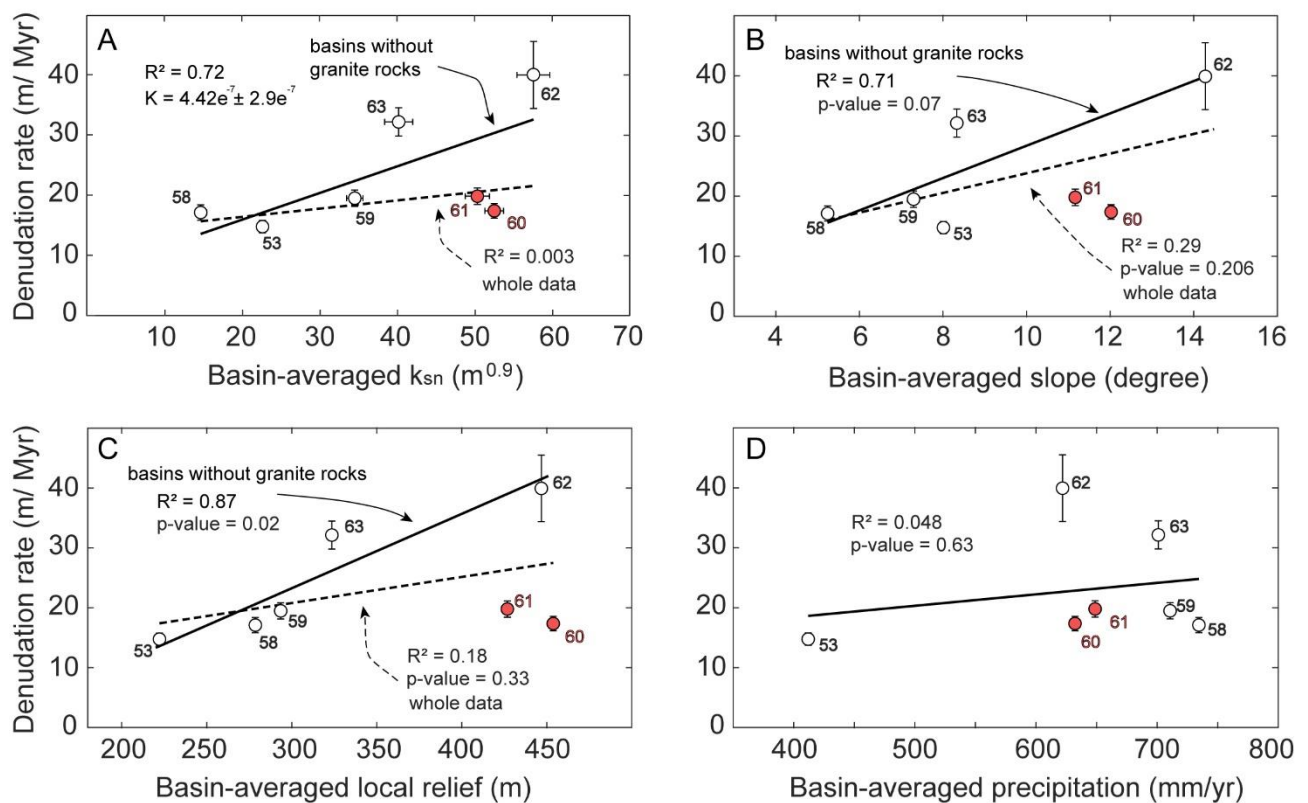 A
basins without
granite rocks
R² = 0.72
K = 4.42e⁻⁷ ± 2.9e⁻⁷
63
62
58
53
59
61
60
R² = 0.003
whole data
40
30
20
10
0
Denudation rate (m/ Myr)
10 20 30 40 50 60 70
Basin-averaged ksn (m⁰·⁹)
B
basins without granite rocks
R² = 0.71
p-value = 0.07
62
63
61
60
58
59
53
R² = 0.29
p-value = 0.206
whole data
40
30
20
10
0
4 6 8 10 12 14 16
Basin-averaged slope (degree)
C
basins without granite rocks
R² = 0.87
p-value = 0.02
62
63
61
60
53
58
59
R² = 0.18
p-value = 0.33
whole data
40
30
20
10
0
Denudation rate (m/ Myr)
200 250 300 350 400 450
Basin-averaged local relief (m)
D
R² = 0.048
p-value = 0.63
62
63
61
60
59
58
53
40
30
20
10
0
400 500 600 700 800
Basin-averaged precipitation (mm/yr)